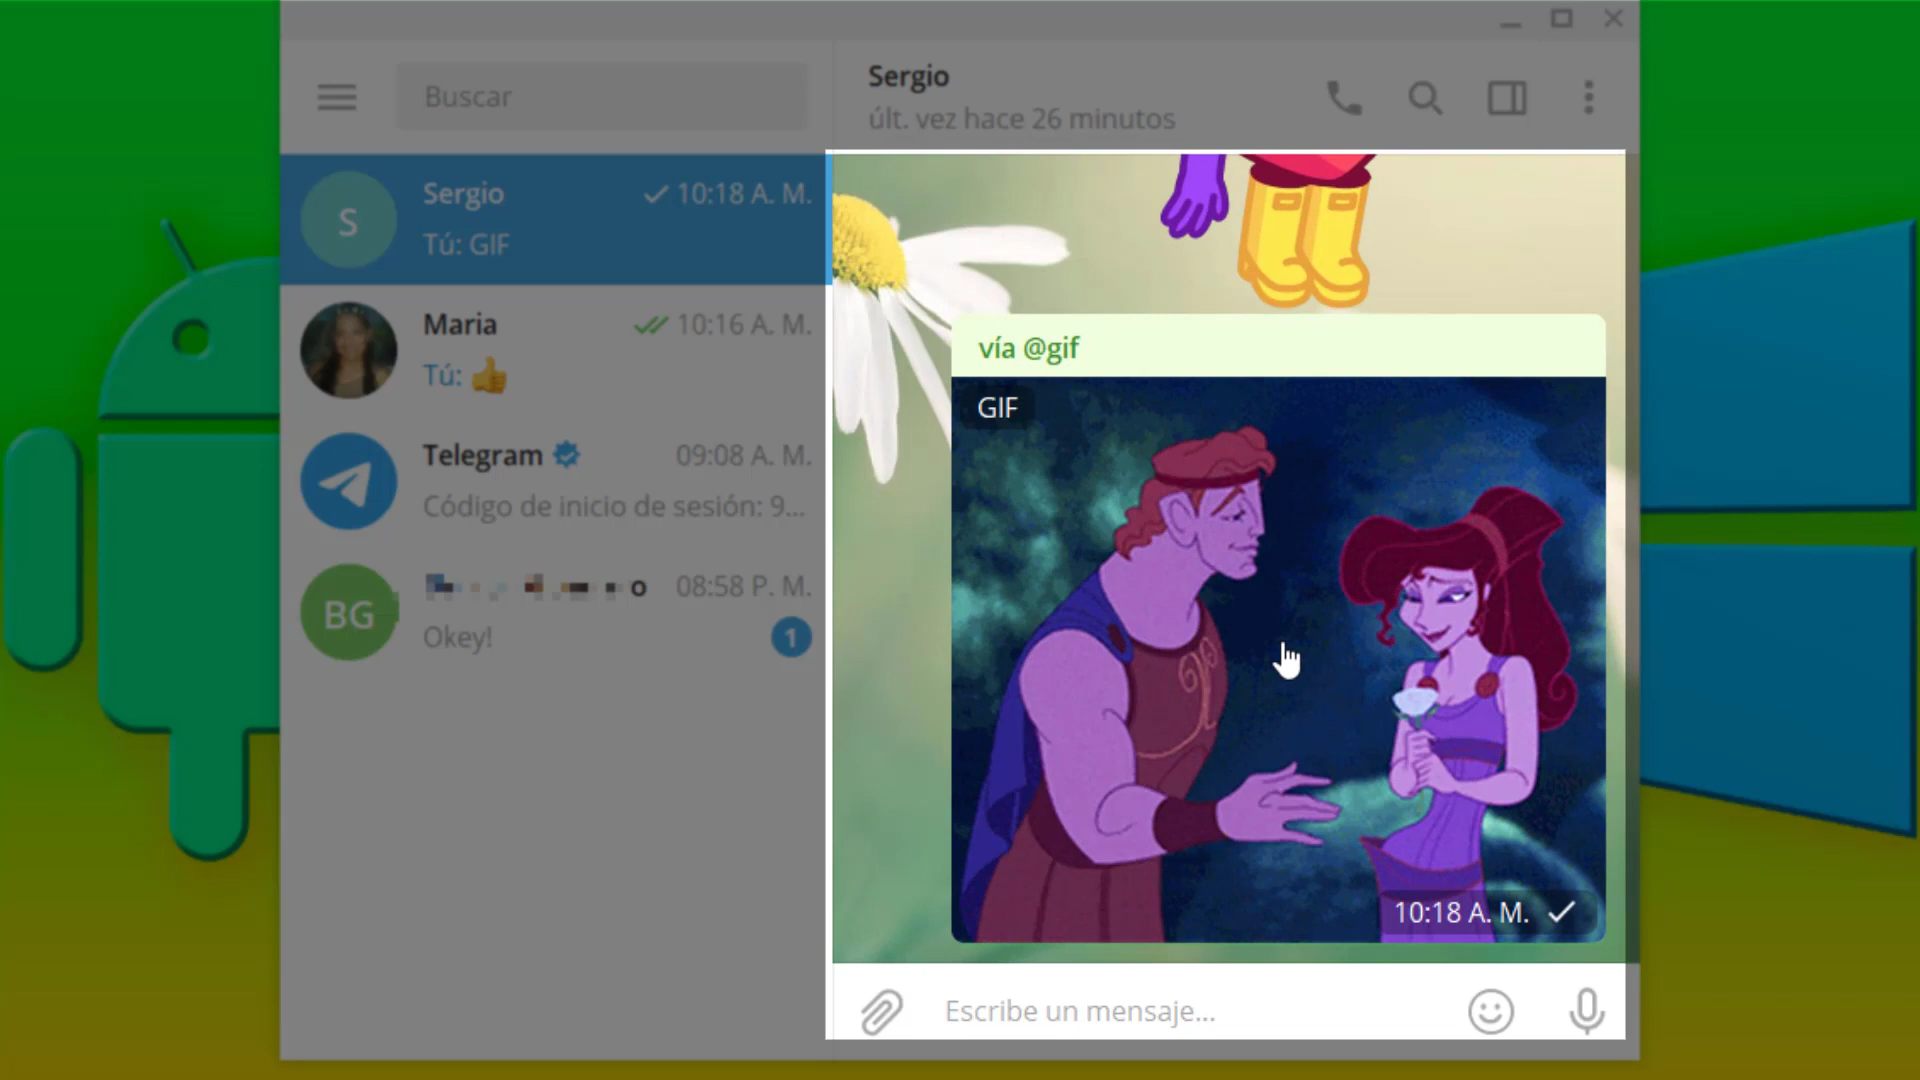 Buscar
Sergio
últ. vez hace 26 minutos
S
Sergio
10:18 A. M.
Tú: GIF
Maria
10:16 A. M.
Tú: 👍
Telegram
09:08 A. M.
Código de inicio de sesión: 9...
BG
o
08:58 P. M.
Okey!
1
vía @gif
GIF
10:18 A. M.
Escribe un mensaje...